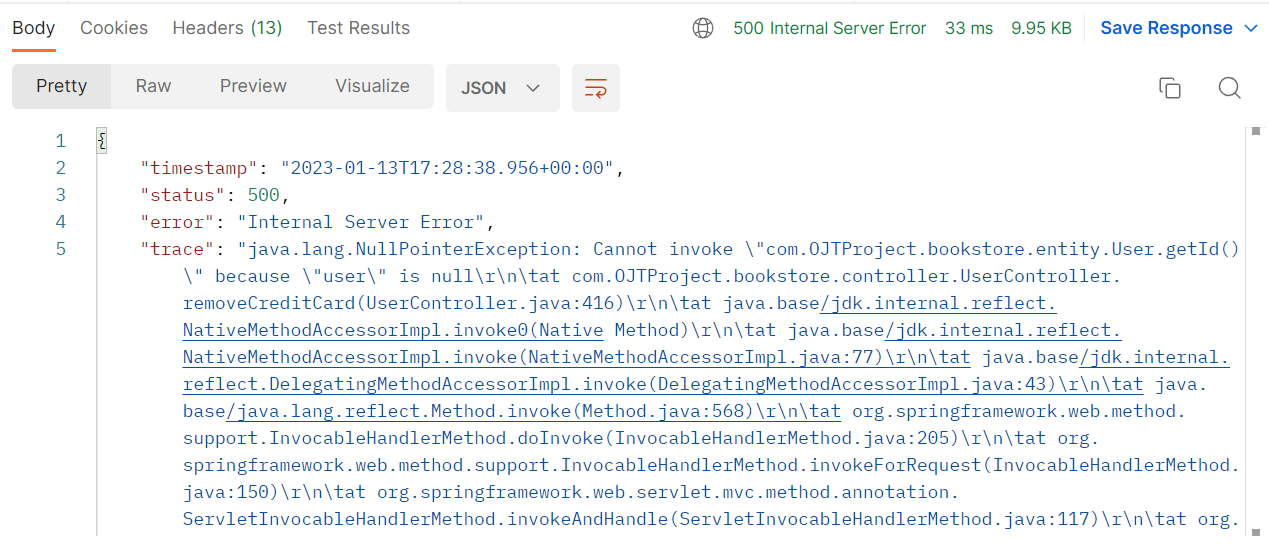 Body Cookies Headers (13) Test Results 500 Internal Server Error 33 ms 9.95 KB Save Response
Pretty Raw Preview Visualize JSON
1 {
2 "timestamp": "2023-01-13T17:28:38.956+00:00",
3 "status": 500,
4 "error": "Internal Server Error",
5 "trace": "java.lang.NullPointerException: Cannot invoke \"com.OJTProject.bookstore.entity.User.getId()
\" because \"user\" is null\r\n\tat com.OJTProject.bookstore.controller.UserController.
removeCreditCard(UserController.java:416)\r\n\tat java.base/jdk.internal.reflect.
NativeMethodAccessorImpl.invoke0(Native Method)\r\n\tat java.base/jdk.internal.reflect.
NativeMethodAccessorImpl.invoke(NativeMethodAccessorImpl.java:77)\r\n\tat java.base/jdk.internal.
reflect.DelegatingMethodAccessorImpl.invoke(DelegatingMethodAccessorImpl.java:43)\r\n\tat java.
base/java.lang.reflect.Method.invoke(Method.java:568)\r\n\tat org.springframework.web.method.
support.InvocableHandlerMethod.doInvoke(InvocableHandlerMethod.java:205)\r\n\tat org.
springframework.web.method.support.InvocableHandlerMethod.invokeForRequest(InvocableHandlerMethod.
java:150)\r\n\tat org.springframework.web.servlet.mvc.method.annotation.
ServletInvocableHandlerMethod.invokeAndHandle(ServletInvocableHandlerMethod.java:117)\r\n\tat org.